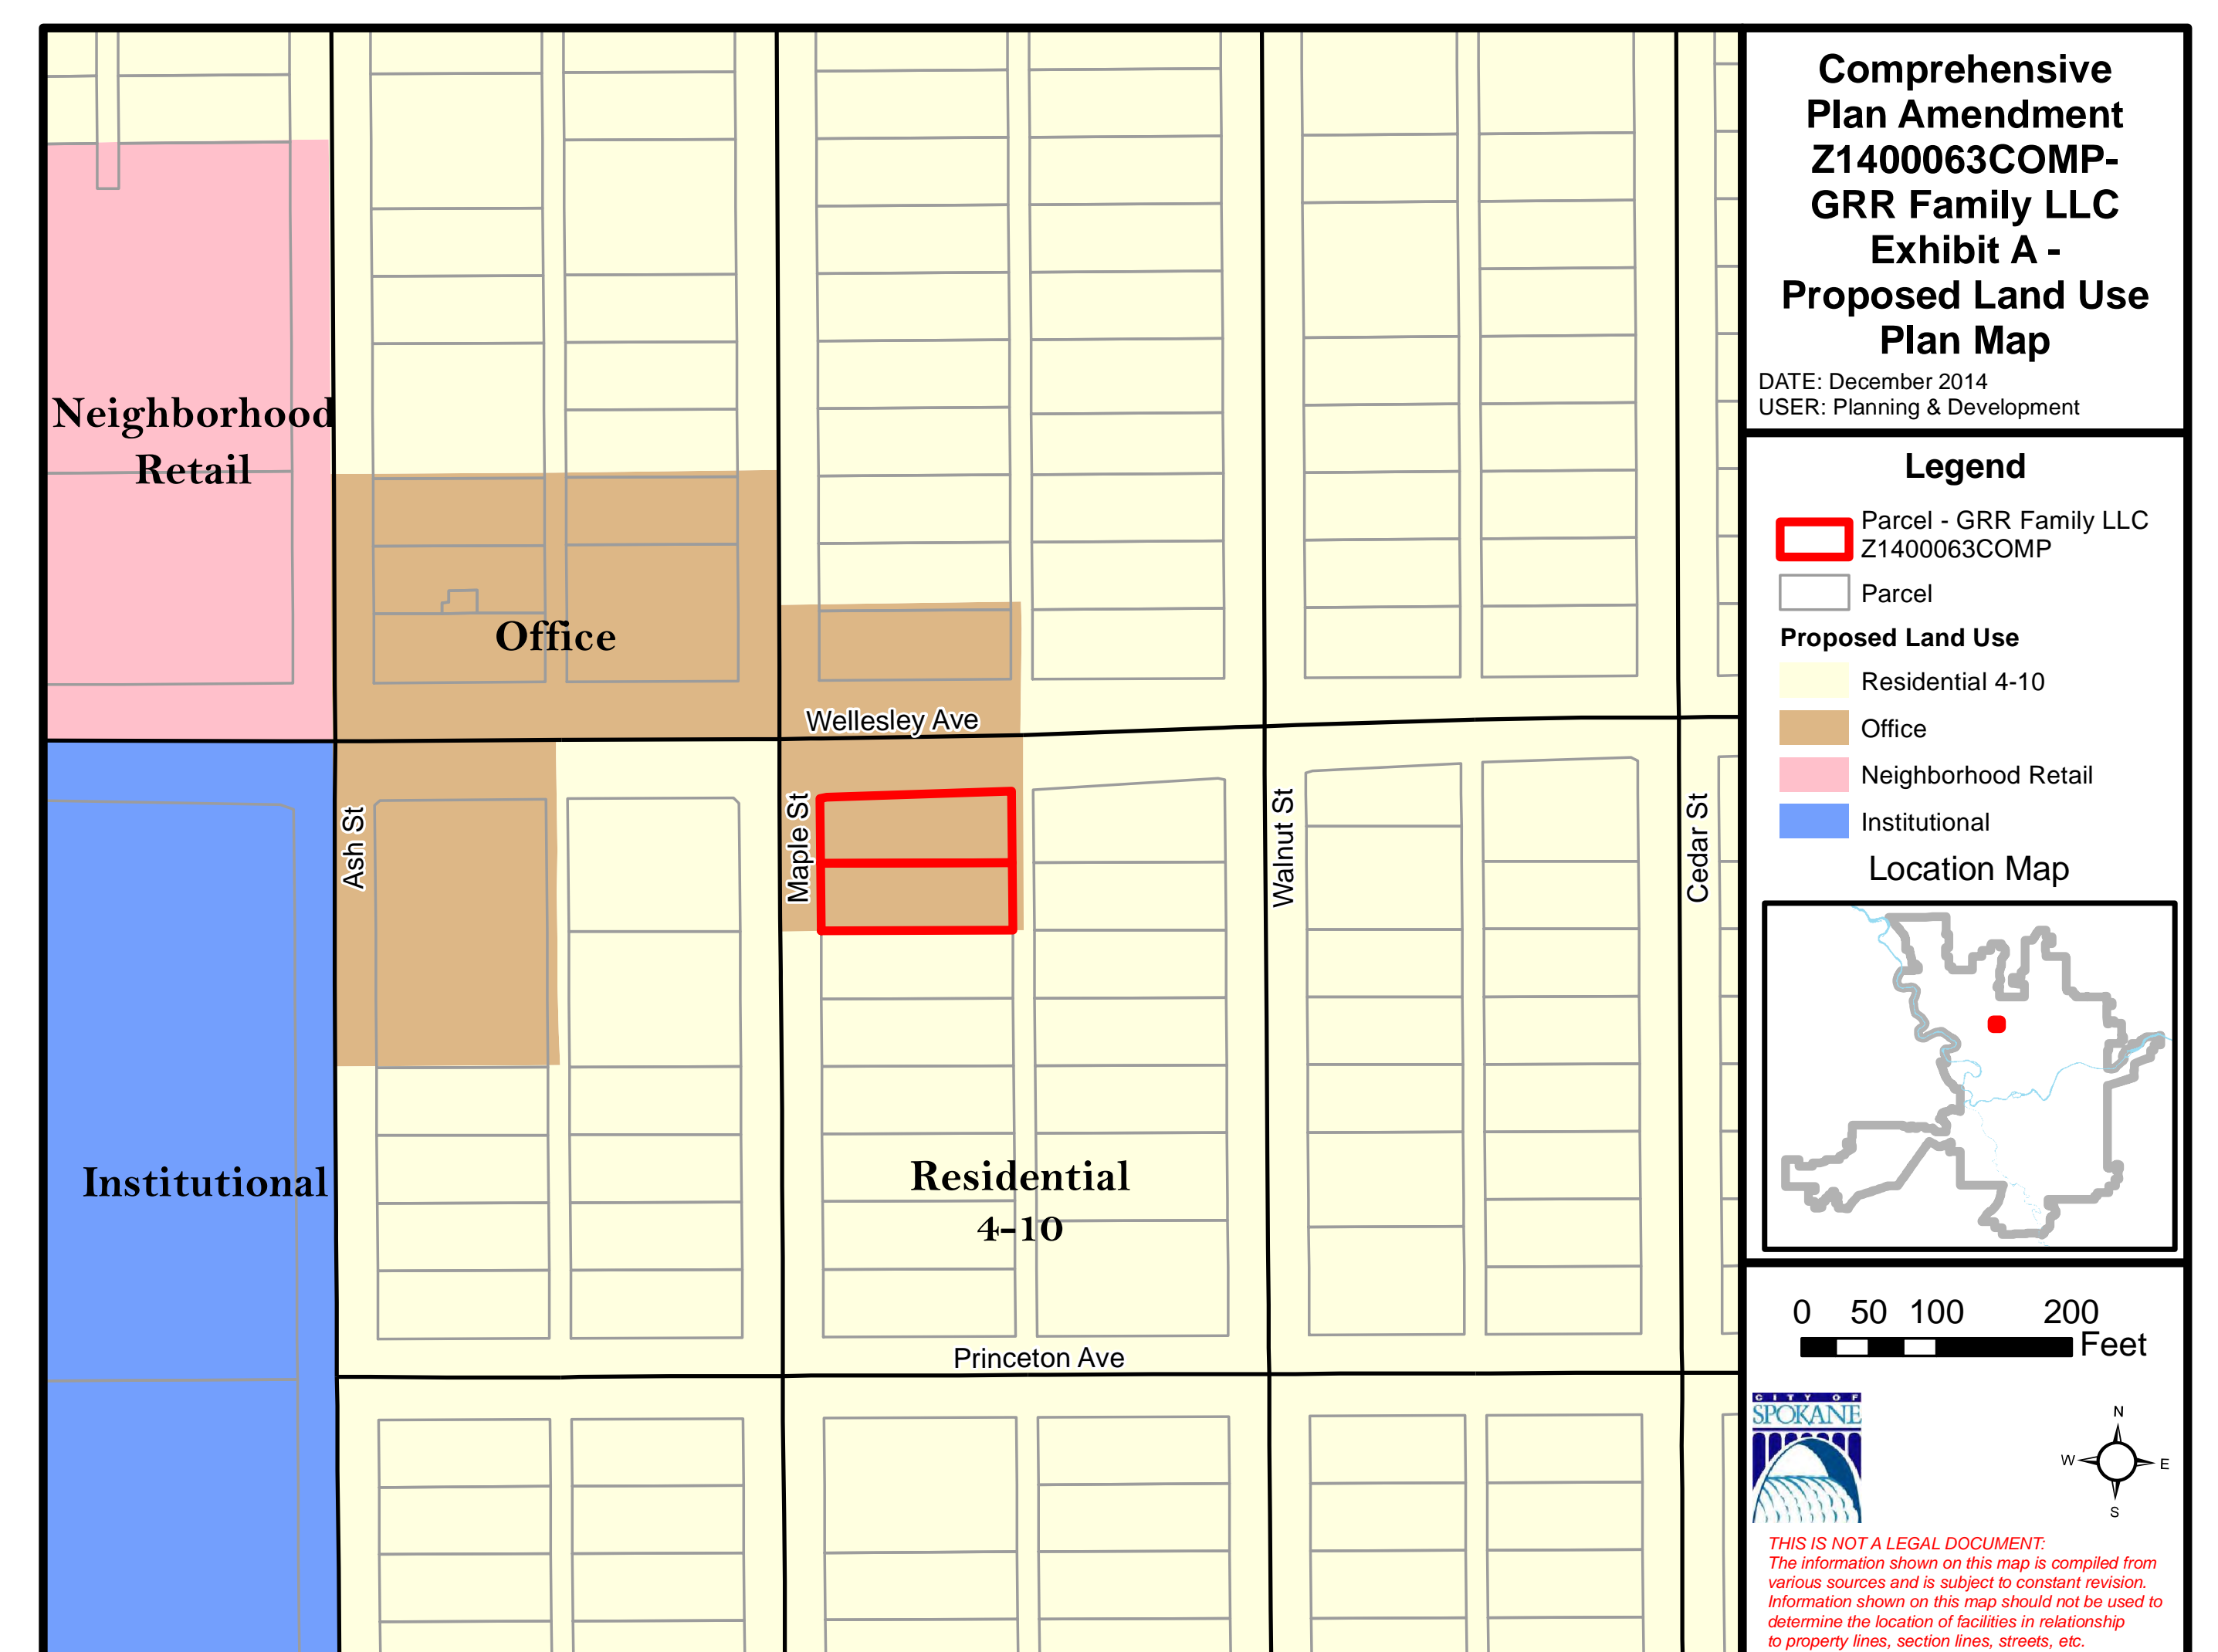 Comprehensive
Plan Amendment
Z1400063COMP-
GRR Family LLC
Exhibit A -
Proposed Land Use
Plan Map
DATE: December 2014
USER: Planning & Development
Legend
Parcel - GRR Family LLC
Z1400063COMP
Parcel
Proposed Land Use
Residential 4-10
Office
Neighborhood Retail
Institutional
Location Map
0 50 100 200
Feet
CITY OF
SPOKANE
N
W E
S
THIS IS NOT A LEGAL DOCUMENT:
The information shown on this map is compiled from
various sources and is subject to constant revision.
Information shown on this map should not be used to
determine the location of facilities in relationship
to property lines, section lines, streets, etc.
Neighborhood
Retail
Office
Wellesley Ave
Ash St
Maple St
Walnut St
Cedar St
Institutional
Residential
4-10
Princeton Ave